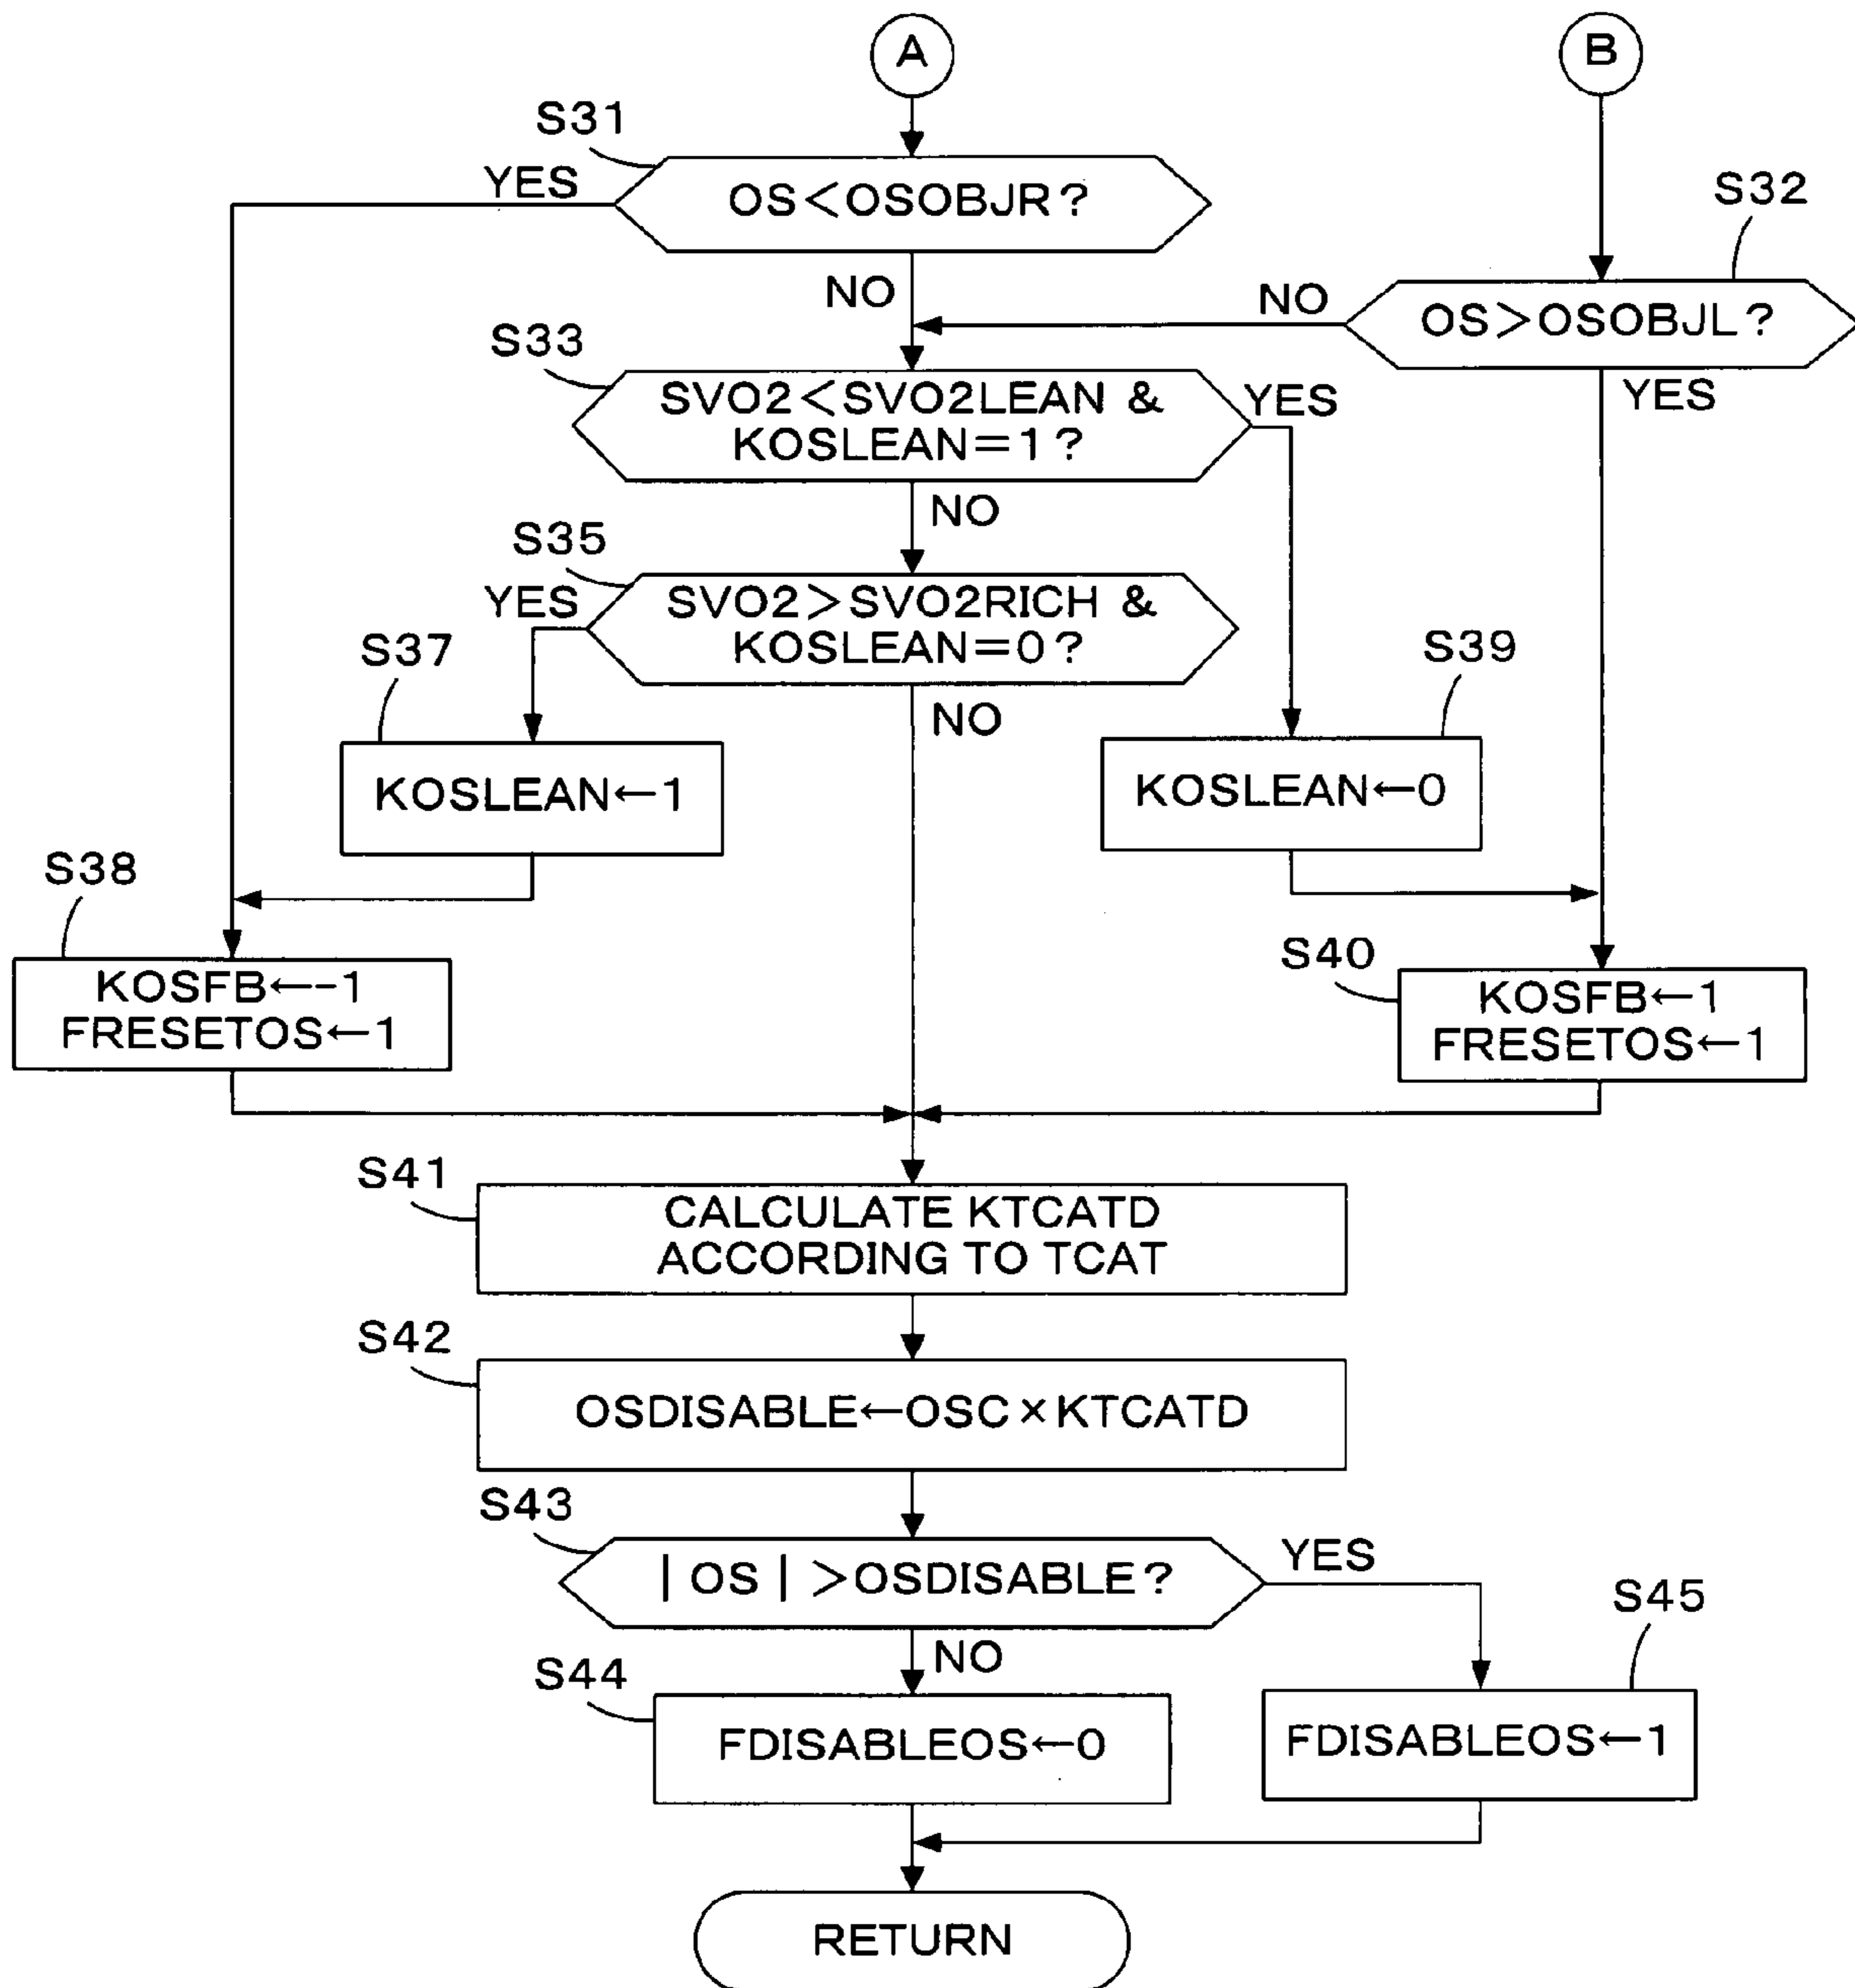 A
B
S31
YES
OS<OSOBJR?
S32
NO
NO
OS>OSOBJL?
S33
SVO2<SVO2LEAN &
KOSLEAN=1?
YES
YES
NO
S35
YES
SVO2>SVO2RICH &
KOSLEAN=0?
S37
S39
NO
KOSLEAN←1
KOSLEAN←0
S38
S40
KOSFB←-1
FRESETOS←1
KOSFB←1
FRESETOS←1
S41
CALCULATE KTCATD
ACCORDING TO TCAT
S42
OSDISABLE←OSC×KTCATD
S43
|OS|>OSDISABLE?
YES
S45
NO
S44
FDISABLEOS←0
FDISABLEOS←1
RETURN